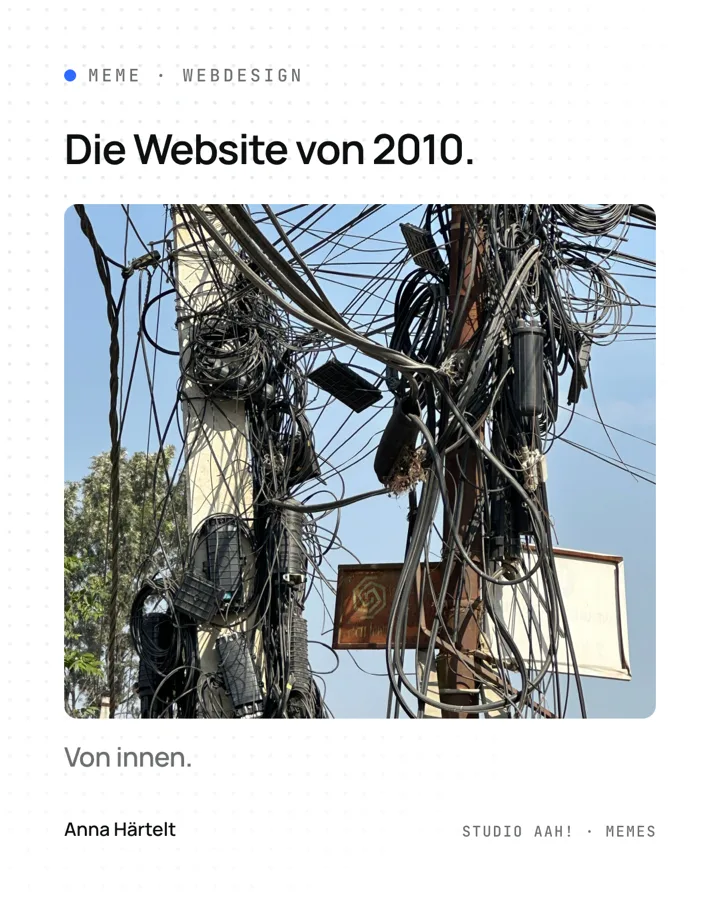 MEME · WEBDESIGN
Die Website von 2010.
Von innen.
Anna Härtelt
STUDIO AAH! · MEMES